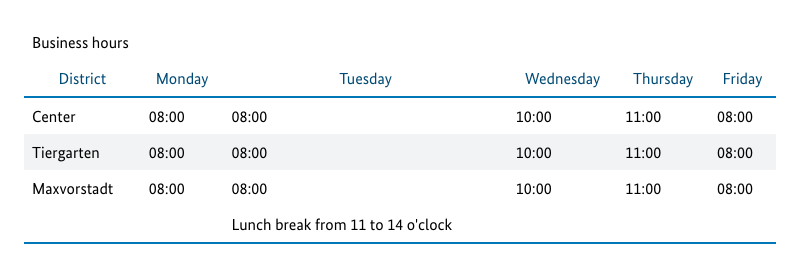 Business hours
District Monday Tuesday Wednesday Thursday Friday
Center 08:00 08:00 10:00 11:00 08:00
Tiergarten 08:00 08:00 10:00 11:00 08:00
Maxvorstadt 08:00 08:00 10:00 11:00 08:00
Lunch break from 11 to 14 o'clock